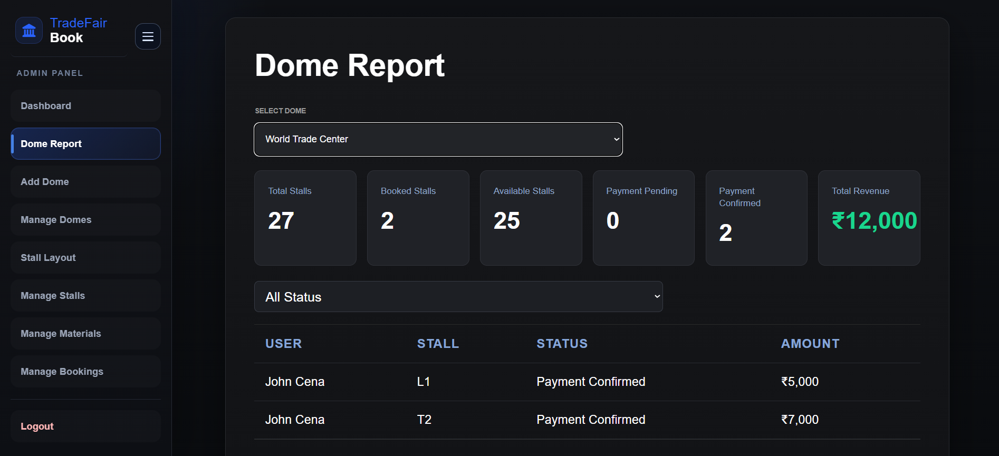 TradeFair
Book
ADMIN PANEL
Dashboard
Dome Report
Add Dome
Manage Domes
Stall Layout
Manage Stalls
Manage Materials
Manage Bookings
Logout
Dome Report
SELECT DOME
World Trade Center
Total Stalls
27
Booked Stalls
2
Available Stalls
25
Payment Pending
0
Payment
Confirmed
2
Total Revenue
₹12,000
All Status
USER STALL STATUS AMOUNT
John Cena L1 Payment Confirmed ₹5,000
John Cena T2 Payment Confirmed ₹7,000